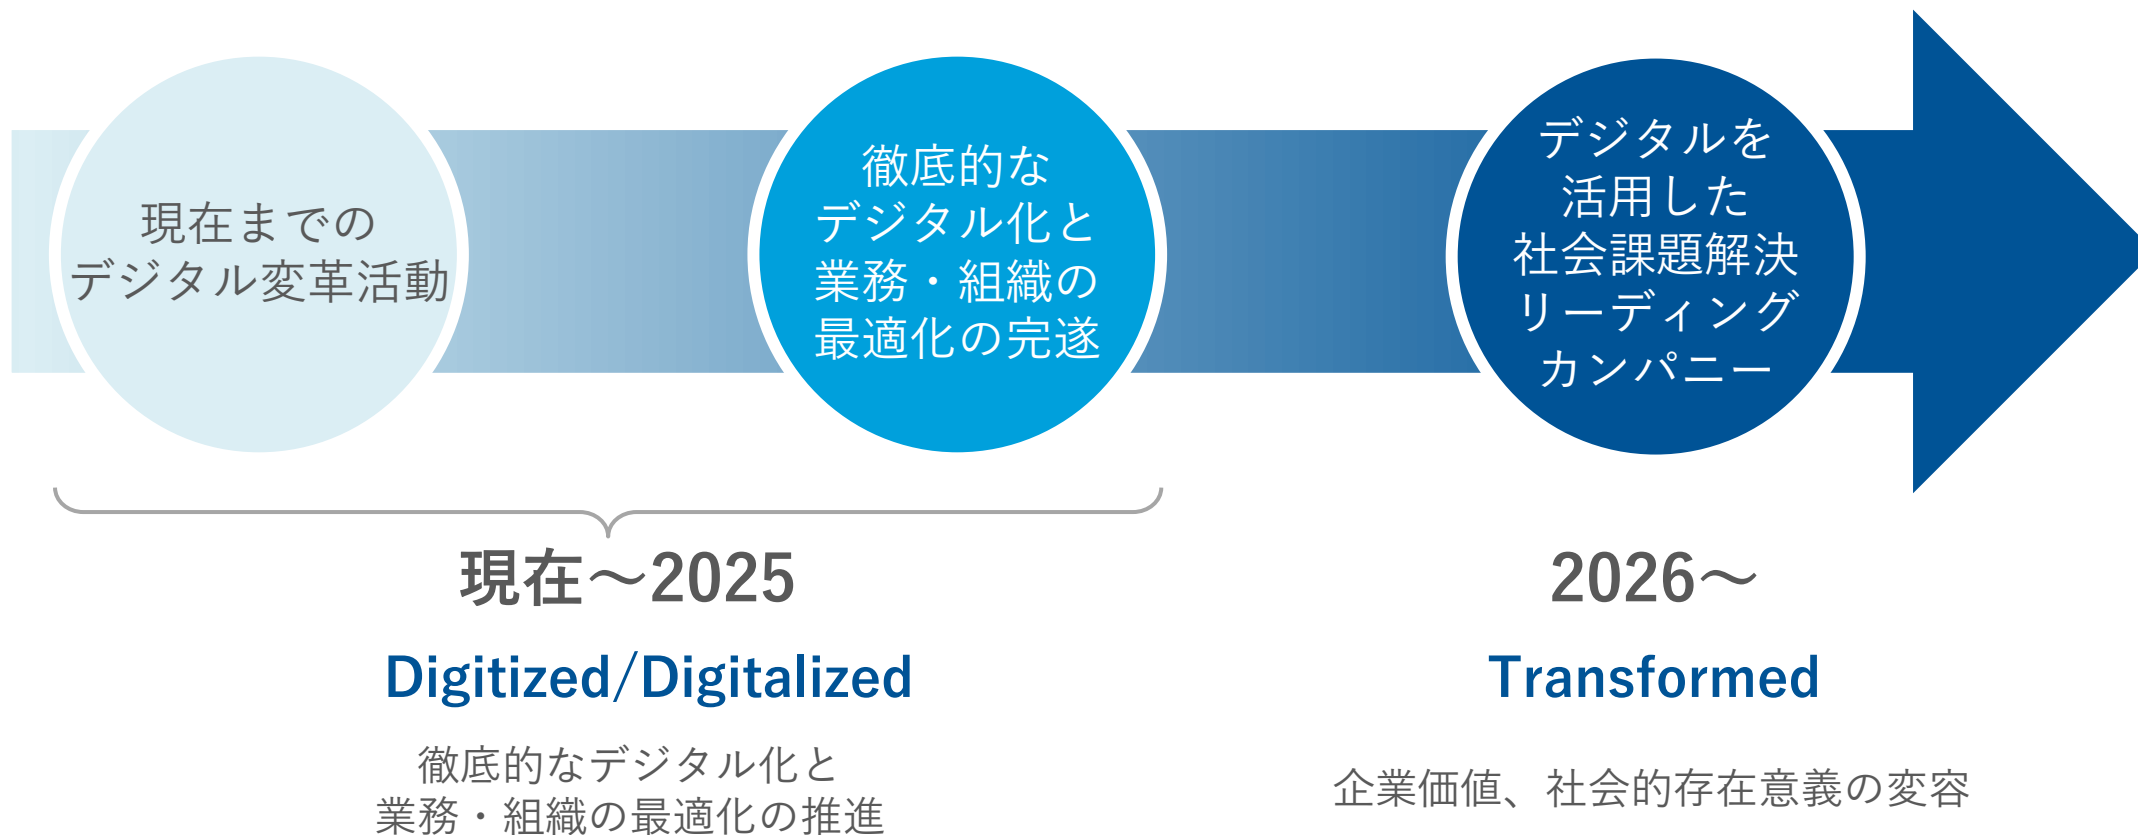 現在までの
デジタル変革活動
徹底的な
デジタル化と
業務・組織の
最適化の完遂
デジタルを
活用した
社会課題解決
リーディング
カンパニー
現在～2025
Digitized/Digitalized
徹底的なデジタル化と
業務・組織の最適化の推進
2026～
Transformed
企業価値、社会的存在意義の変容